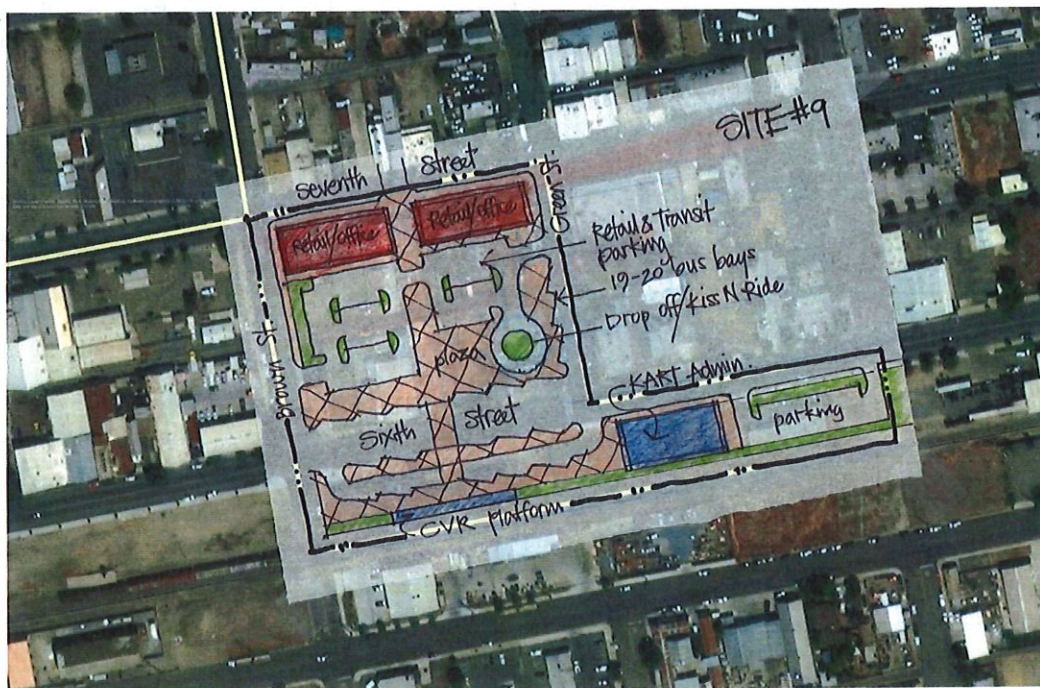 SITE #9
Seventh Street
Green St.
Retail/office
Retail/office
Retail & Transit
parking
19-20 bus bays
Drop off/Kiss N Ride
Brown St.
plaza
KART Admin.
Sixth Street
parking
CVR Platform